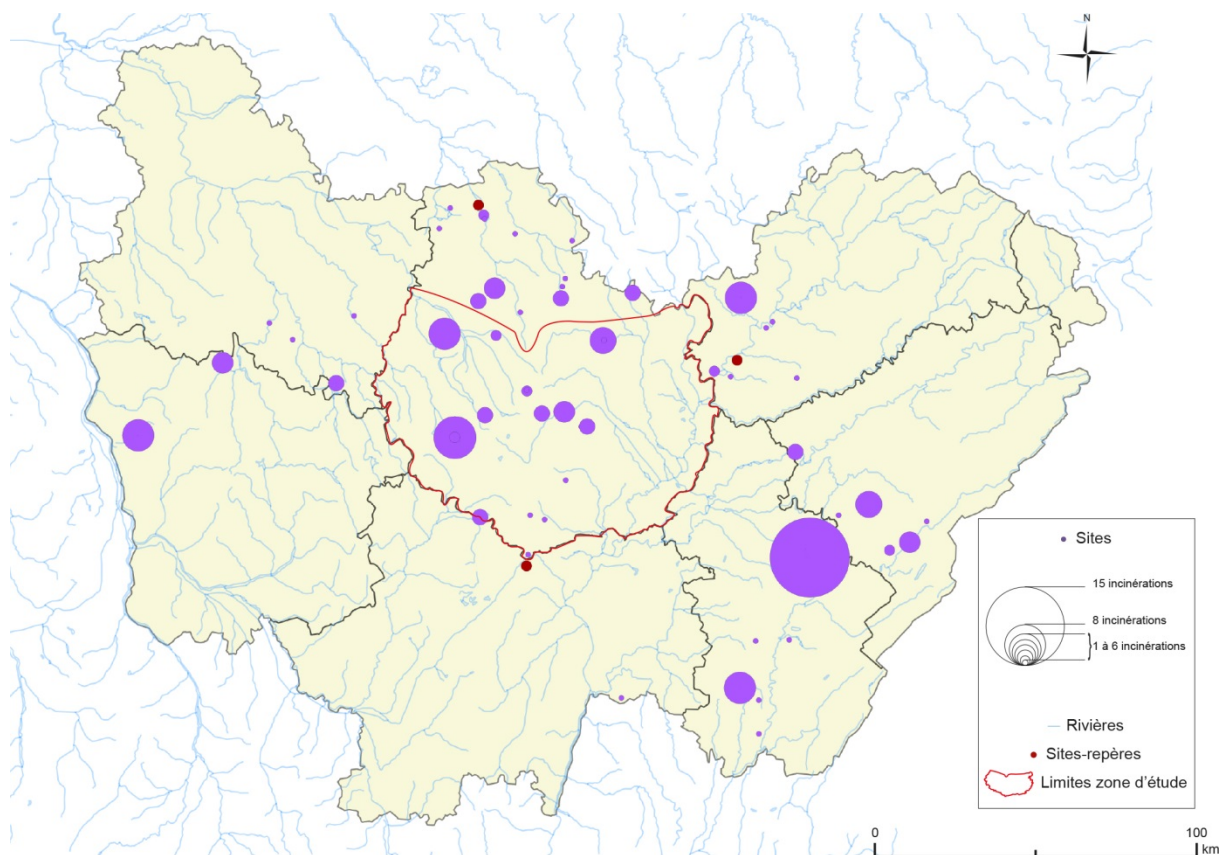 N
Sites
15 incinérations
8 incinérations
1 à 6 incinérations
Rivières
Sites-repères
Limites zone d'étude
0 100
km